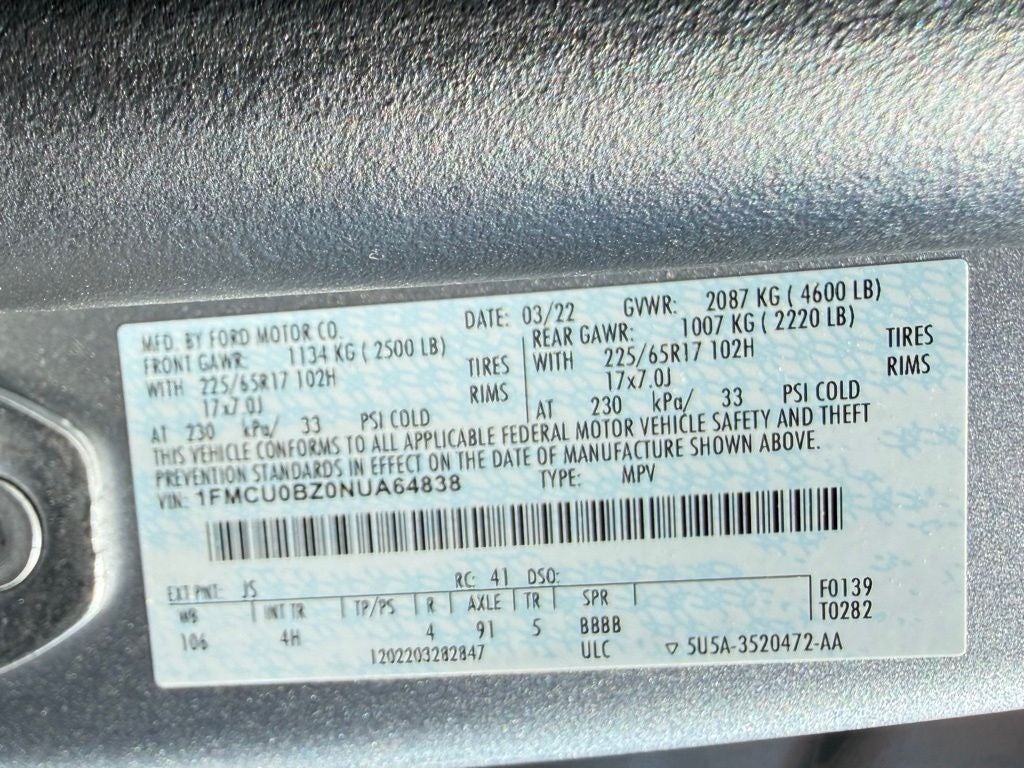 MFD. BY FORD MOTOR CO. DATE: 03/22 GVWR: 2087 KG ( 4600 LB)
FRONT GAWR: 1134 KG ( 2500 LB) REAR GAWR: 1007 KG ( 2220 LB)
WITH 225/65R17 102H TIRES WITH 225/65R17 102H TIRES
17x7.0J RIMS 17x7.0J RIMS
AT 230 kPa/ 33 PSI COLD AT 230 kPa/ 33 PSI COLD
THIS VEHICLE CONFORMS TO ALL APPLICABLE FEDERAL MOTOR VEHICLE SAFETY AND THEFT
PREVENTION STANDARDS IN EFFECT ON THE DATE OF MANUFACTURE SHOWN ABOVE.
VIN: 1FMCU0BZ0NUA64838 TYPE: MPV
EXT PNT: JS RC: 41 DSO:
WB INT TR TP/PS R AXLE TR SPR F0139
106 4H 4 91 5 BBBB T0282
1202203282847 ULC ▽ 5U5A-3520472-AA